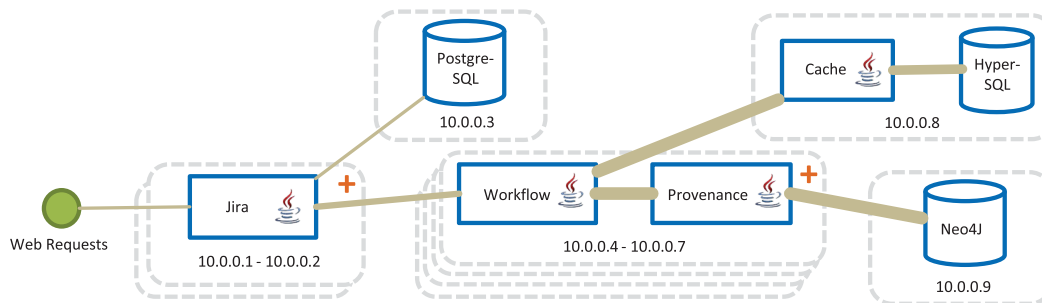 Postgre-
SQL
10.0.0.3
Cache
Hyper-
SQL
10.0.0.8
Web Requests
Jira
+
10.0.0.1 - 10.0.0.2
Workflow
Provenance
+
10.0.0.4 - 10.0.0.7
Neo4J
10.0.0.9